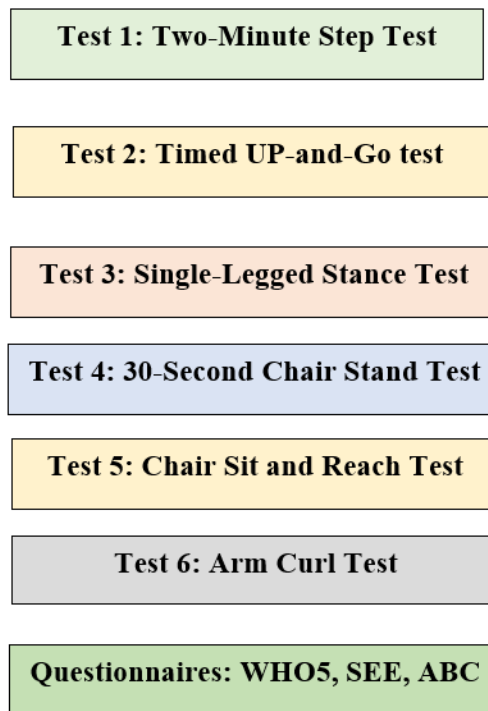 Test 1: Two-Minute Step Test
Test 2: Timed UP-and-Go test
Test 3: Single-Legged Stance Test
Test 4: 30-Second Chair Stand Test
Test 5: Chair Sit and Reach Test
Test 6: Arm Curl Test
Questionnaires: WHO5, SEE, ABC